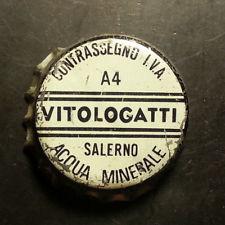 CONTRASSEGNO I.V.A.
A4
VITOLOGATTI
SALERNO
ACQUA MINERALE